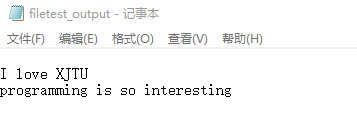 filetest_output - 记事本
文件(F) 编辑(E) 格式(O) 查看(V) 帮助(H)
I love XJTU
programming is so interesting